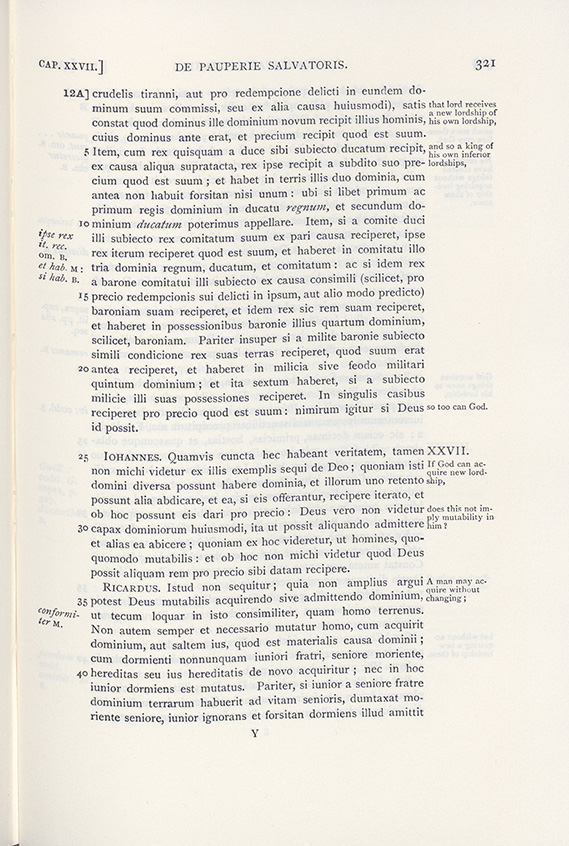 CAP. XXVII.] DE PAUPERIE SALVATORIS. 321
12A] crudelis tiranni, aut pro redempcione delicti in eundem do-
minum suum commissi, seu ex alia causa huiusmodi), satis that lord receives
a new lordship of
constat quod dominus ille dominium novum recipit illius hominis, his own lordship,
cuius dominus ante erat, et precium recipit quod est suum.
5 Item, cum rex quisquam a duce sibi subiecto ducatum recipit, and so a king of
his own inferior
ex causa aliqua supratacta, rex ipse recipit a subdito suo pre- lordships,
cium quod est suum ; et habet in terris illis duo dominia, cum
antea non habuit forsitan nisi unum : ubi si libet primum ac
primum regis dominium in ducatu regnum, et secundum do-
10 minium ducatum poterimus appellare. Item, si a comite duci
ipse rex illi subiecto rex comitatum suum ex pari causa reciperet, ipse
it. rec.
om. B. rex iterum reciperet quod est suum, et haberet in comitatu illo
et hab. M : tria dominia regnum, ducatum, et comitatum : ac si idem rex
si hab. B. a barone comitatui illi subiecto ex causa consimili (scilicet, pro
15 precio redempcionis sui delicti in ipsum, aut alio modo predicto)
baroniam suam reciperet, et idem rex sic rem suam reciperet,
et haberet in possessionibus baronie illius quartum dominium,
scilicet, baroniam. Pariter insuper si a milite baronie subiecto
simili condicione rex suas terras reciperet, quod suum erat
20 antea reciperet, et haberet in milicia sive feodo militari
quintum dominium ; et ita sextum haberet, si a subiecto
milicie illi suas possessiones reciperet. In singulis casibus
reciperet pro precio quod est suum : nimirum igitur si Deus so too can God.
id possit.
25 IOHANNES. Quamvis cuncta hec habeant veritatem, tamen XXVII.
non michi videtur ex illis exemplis sequi de Deo ; quoniam isti If God can ac-
quire new lord-
domini diversa possunt habere dominia, et illorum uno retento ship,
possunt alia abdicare, et ea, si eis offerantur, recipere iterato, et
ob hoc possunt eis dari pro precio : Deus vero non videtur does this not im-
ply mutability in
30 capax dominiorum huiusmodi, ita ut possit aliquando admittere him ?
et alias ea abicere ; quoniam ex hoc videretur, ut homines, quo-
quomodo mutabilis : et ob hoc non michi videtur quod Deus
possit aliquam rem pro precio sibi datam recipere.
RICARDUS. Istud non sequitur ; quia non amplius argui A man may ac-
quire without
35 potest Deus mutabilis acquirendo sive admittendo dominium, changing ;
conformi- ut tecum loquar in isto consimiliter, quam homo terrenus.
ter M. Non autem semper et necessario mutatur homo, cum acquirit
dominium, aut saltem ius, quod est materialis causa dominii ;
cum dormienti nonnunquam iuniori fratri, seniore moriente,
40 hereditas seu ius hereditatis de novo acquiritur ; nec in hoc
iunior dormiens est mutatus. Pariter, si iunior a seniore fratre
dominium terrarum habuerit ad vitam senioris, dumtaxat mo-
riente seniore, iunior ignorans et forsitan dormiens illud amittit
Y